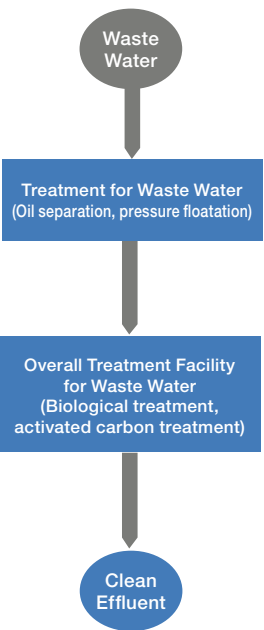 Waste
Water
Treatment for Waste Water
(Oil separation, pressure floatation)
Overall Treatment Facility
for Waste Water
(Biological treatment,
activated carbon treatment)
Clean
Effluent